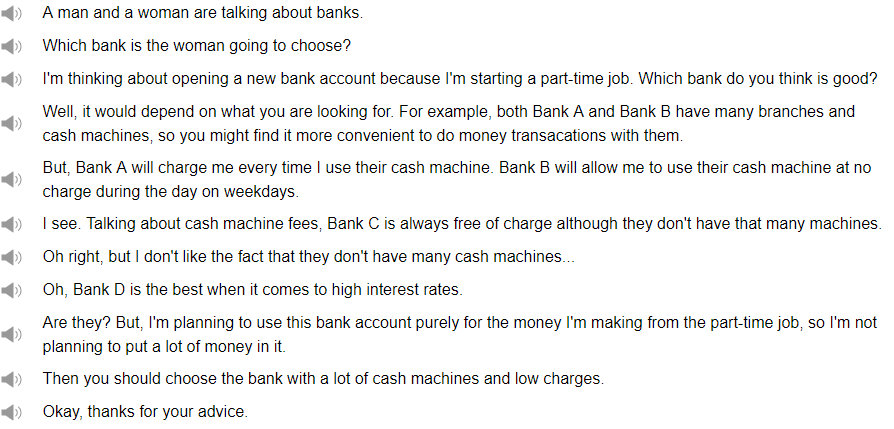 A man and a woman are talking about banks.
Which bank is the woman going to choose?
I'm thinking about opening a new bank account because I'm starting a part-time job. Which bank do you think is good?
Well, it would depend on what you are looking for. For example, both Bank A and Bank B have many branches and
cash machines, so you might find it more convenient to do money transacations with them.
But, Bank A will charge me every time I use their cash machine. Bank B will allow me to use their cash machine at no
charge during the day on weekdays.
I see. Talking about cash machine fees, Bank C is always free of charge although they don't have that many machines.
Oh right, but I don't like the fact that they don't have many cash machines...
Oh, Bank D is the best when it comes to high interest rates.
Are they? But, I'm planning to use this bank account purely for the money I'm making from the part-time job, so I'm not
planning to put a lot of money in it.
Then you should choose the bank with a lot of cash machines and low charges.
Okay, thanks for your advice.